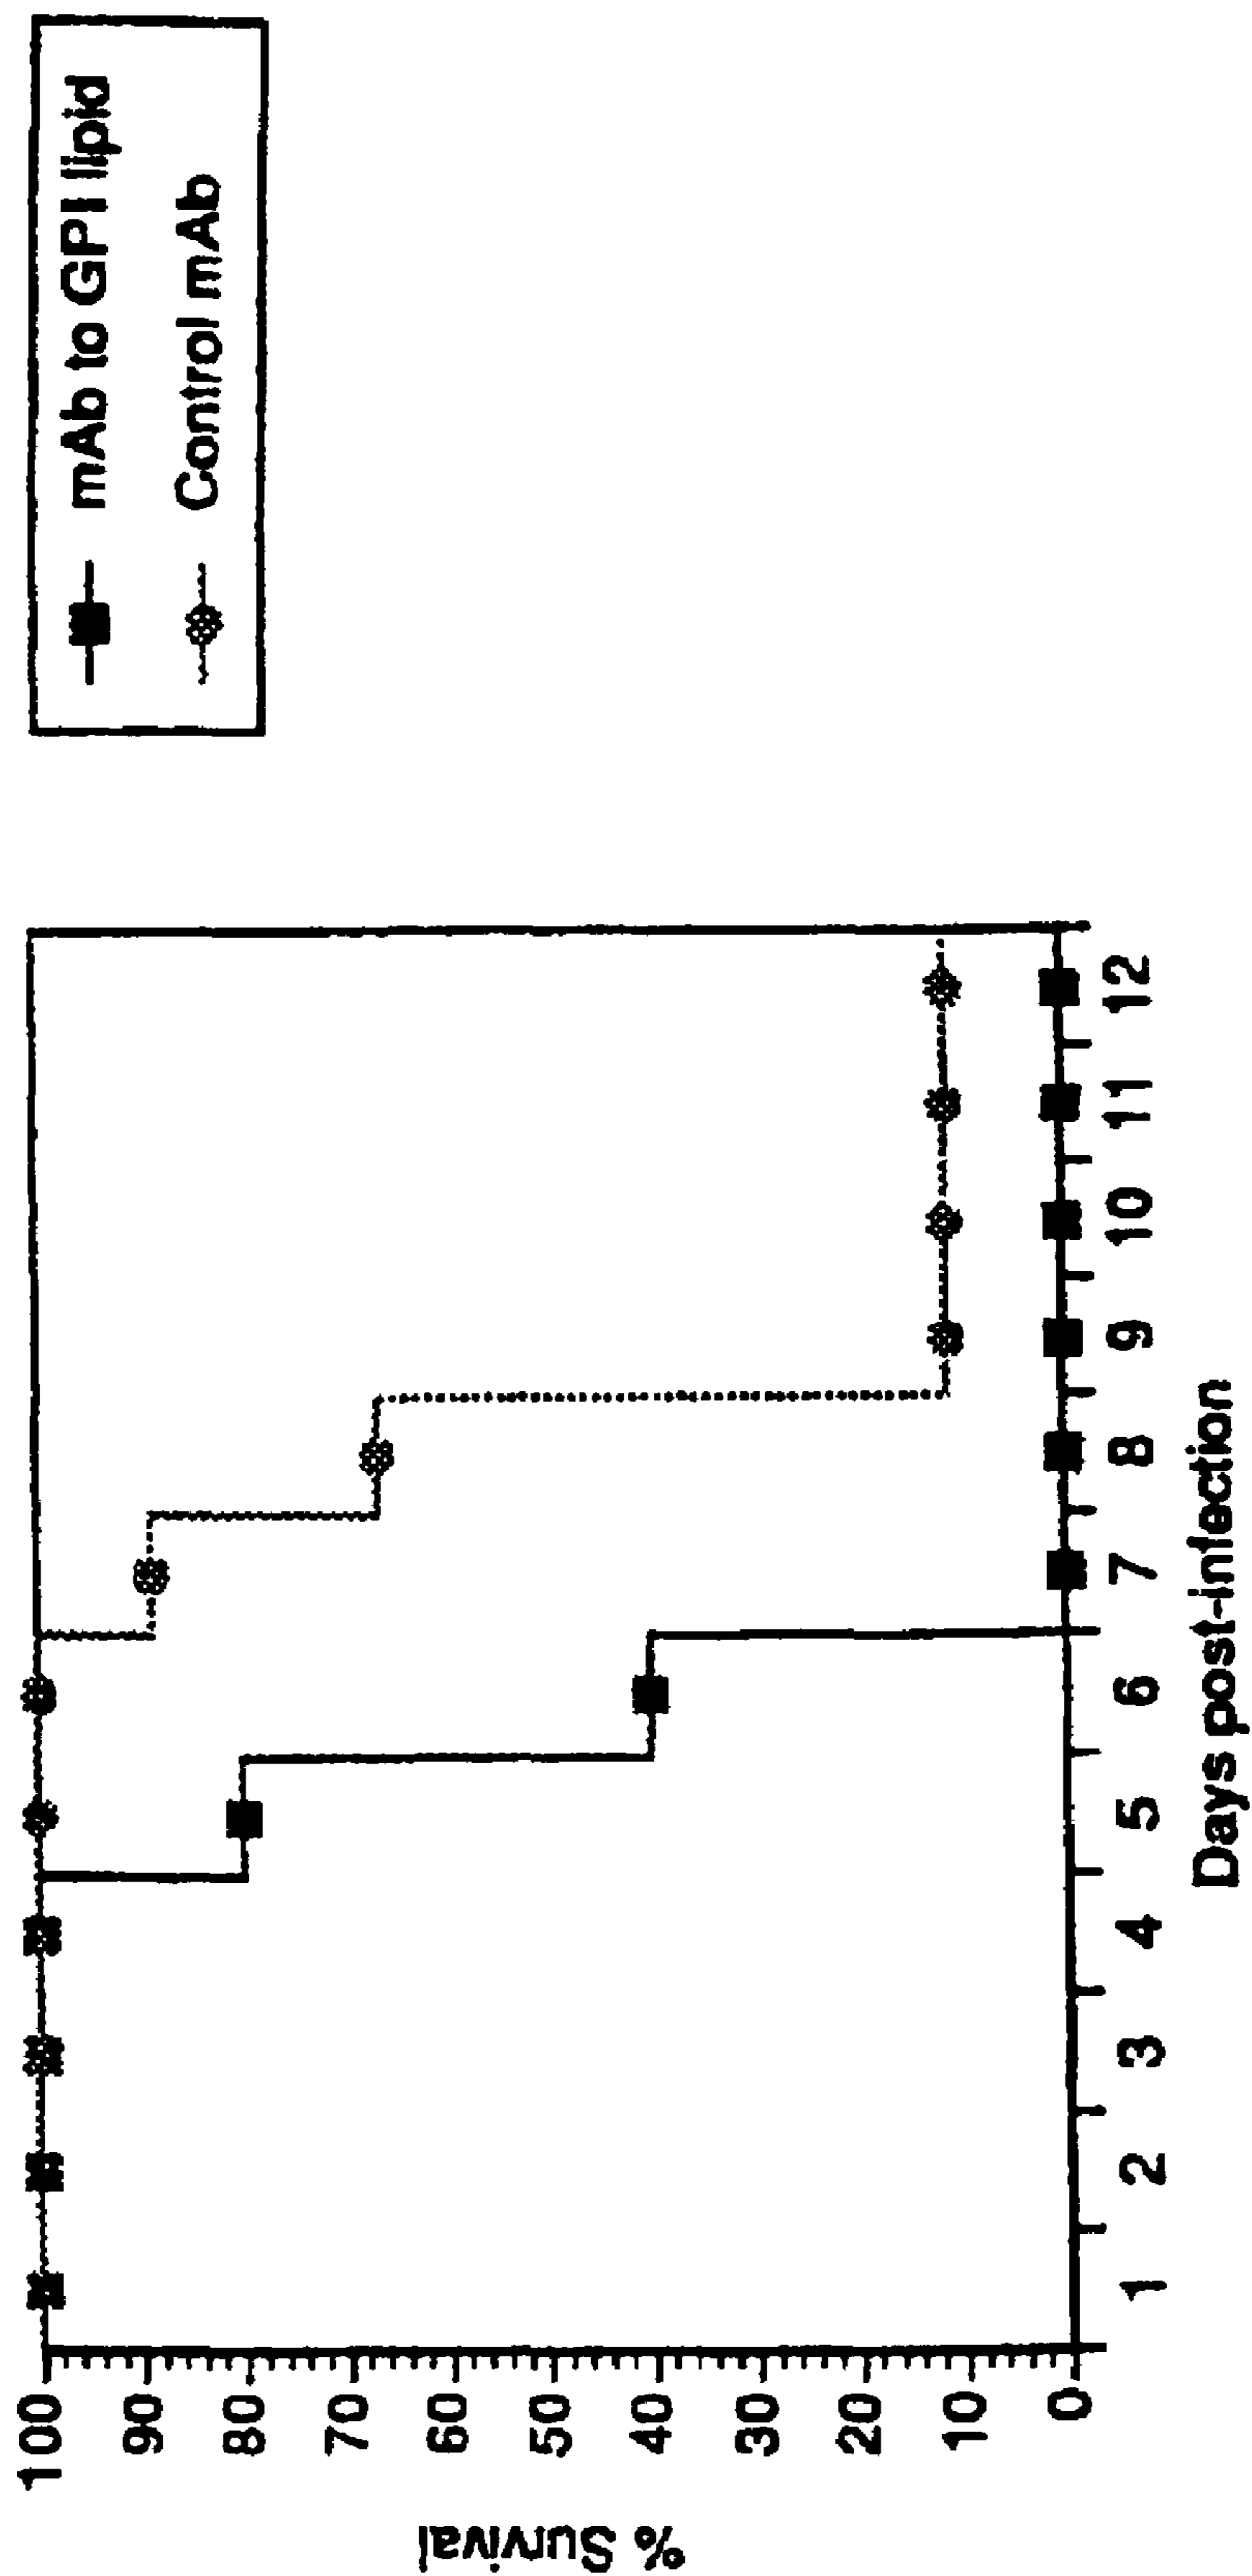 mAb to GPI lipid
Control mAb
% Survival
100
90
80
70
60
50
40
30
20
10
0
1 2 3 4 5 6 7 8 9 10 11 12
Days post-infection